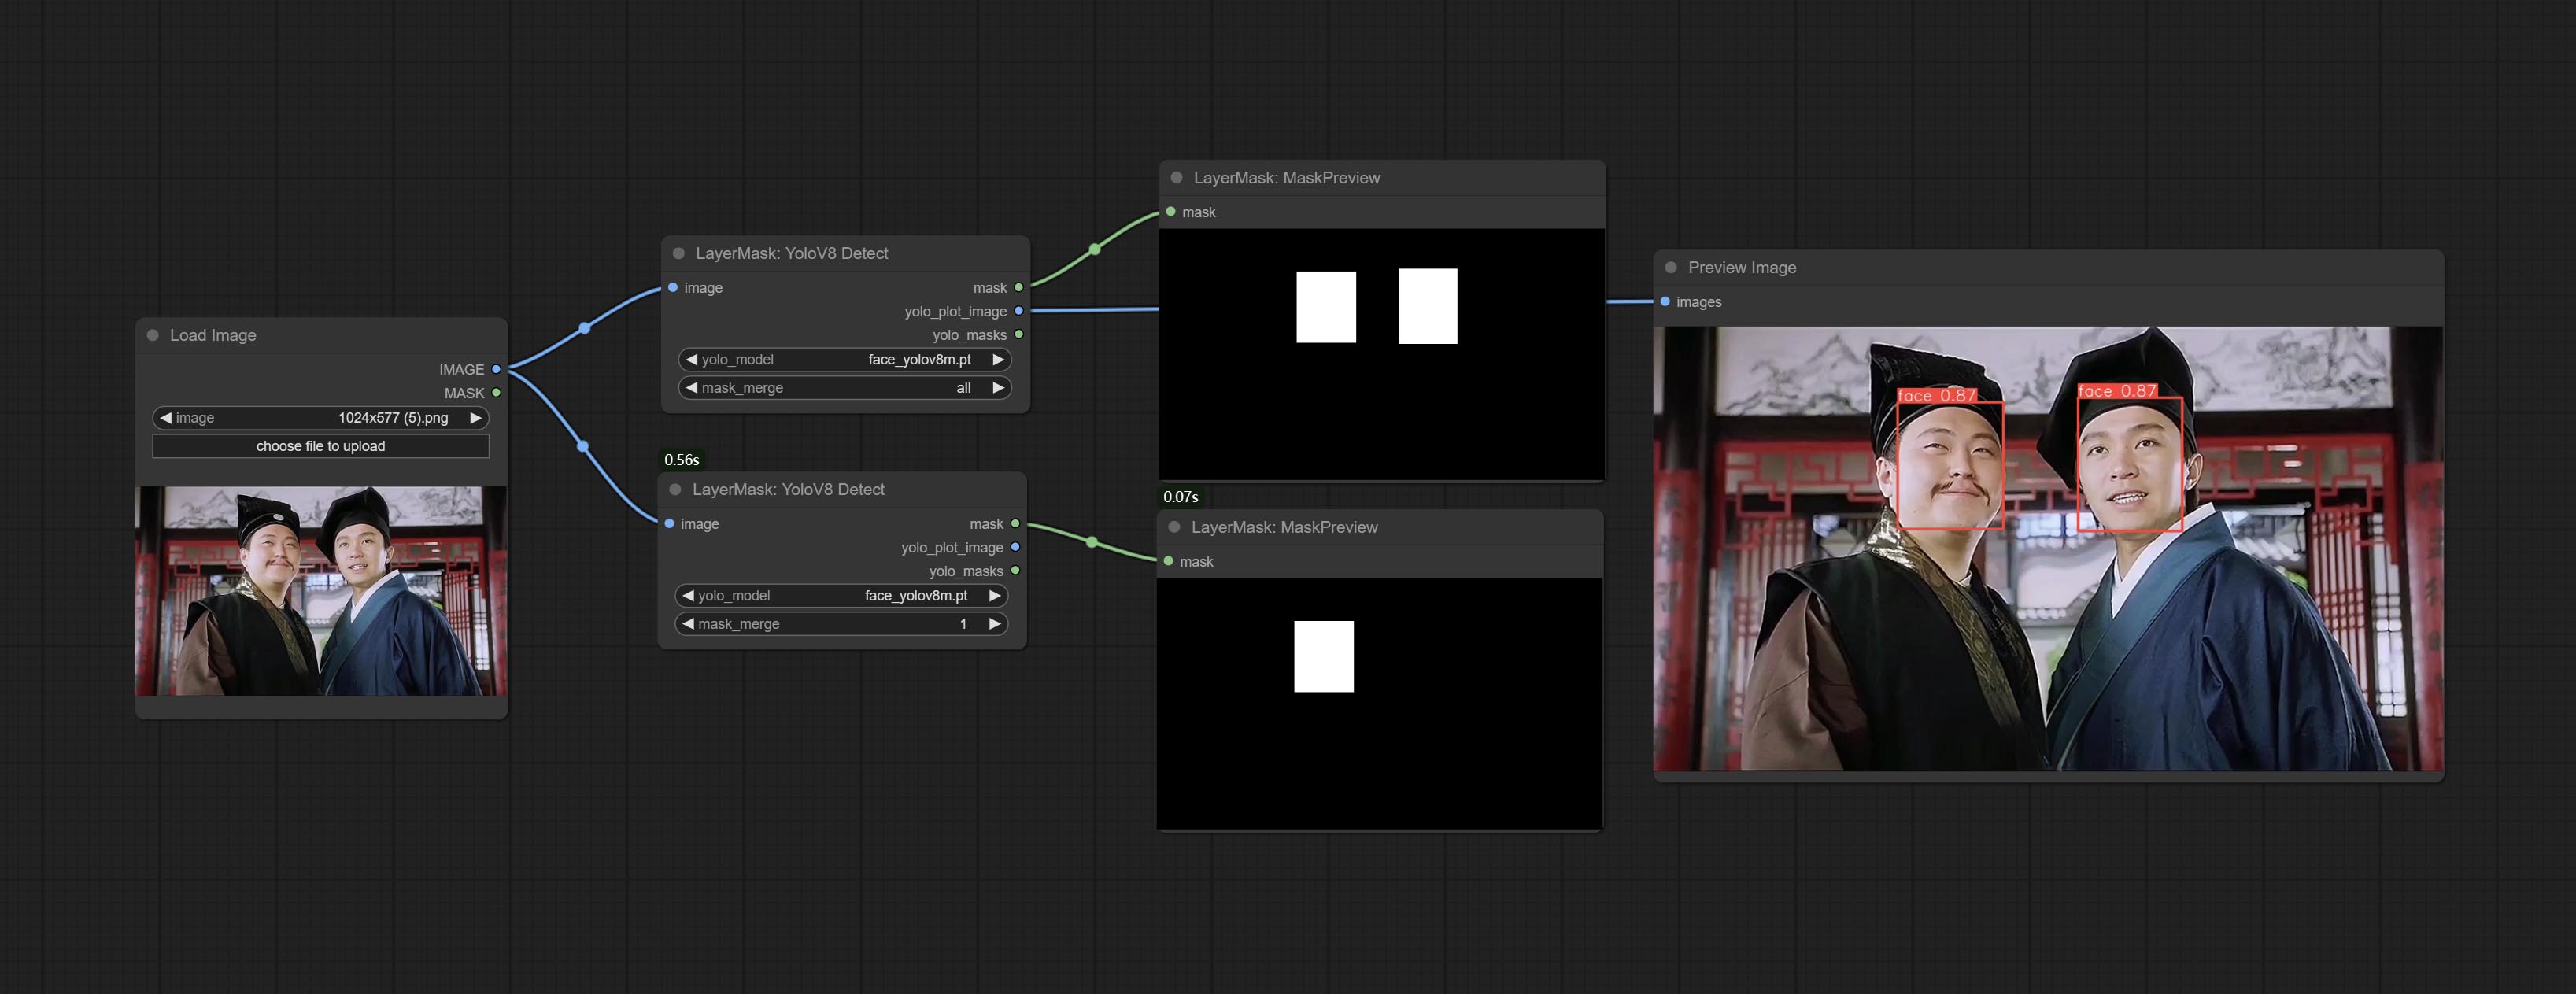 Load Image
IMAGE
MASK
image 1024x577 (5).png
choose file to upload
LayerMask: YoloV8 Detect
image mask
yolo_plot_image
yolo_masks
yolo_model face_yolov8m.pt
mask_merge all
0.56s
LayerMask: YoloV8 Detect
image mask
yolo_plot_image
yolo_masks
yolo_model face_yolov8m.pt
mask_merge 1
LayerMask: MaskPreview
mask
0.07s
LayerMask: MaskPreview
mask
Preview Image
images
face 0.87
face 0.87